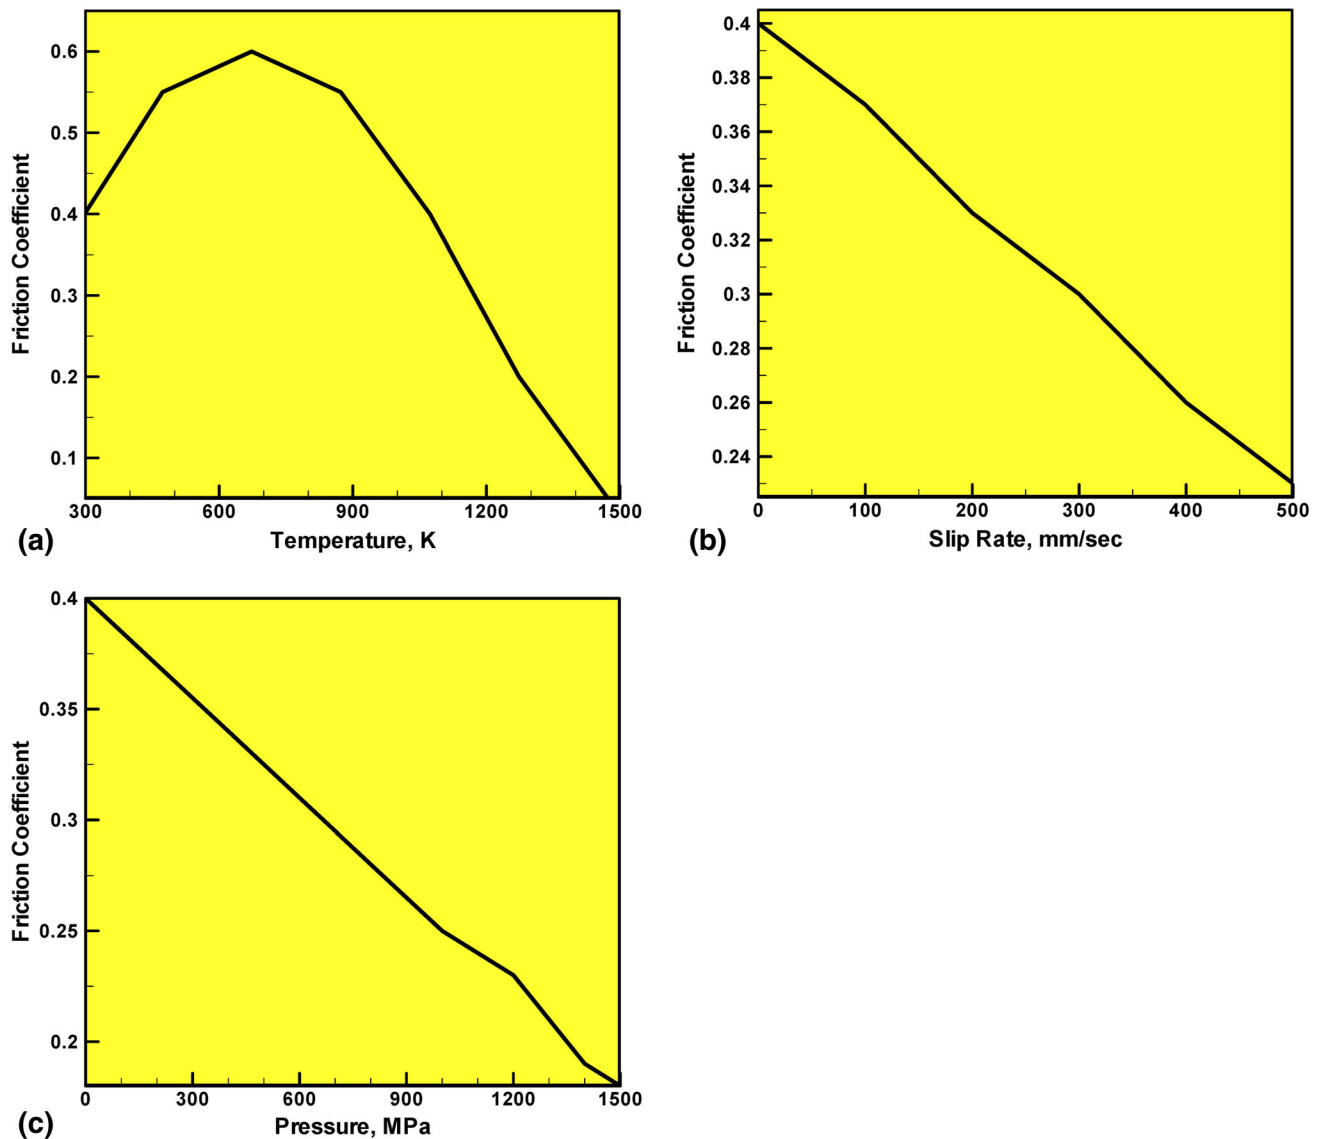 0.6
0.5
0.4
0.3
0.2
0.1
Friction Coefficient
300 600 900 1200 1500
(a) Temperature, K
0.4
0.38
0.36
0.34
0.32
0.3
0.28
0.26
0.24
Friction Coefficient
0 100 200 300 400 500
(b) Slip Rate, mm/sec
0.4
0.35
0.3
0.25
0.2
Friction Coefficient
0 300 600 900 1200 1500
(c) Pressure, MPa